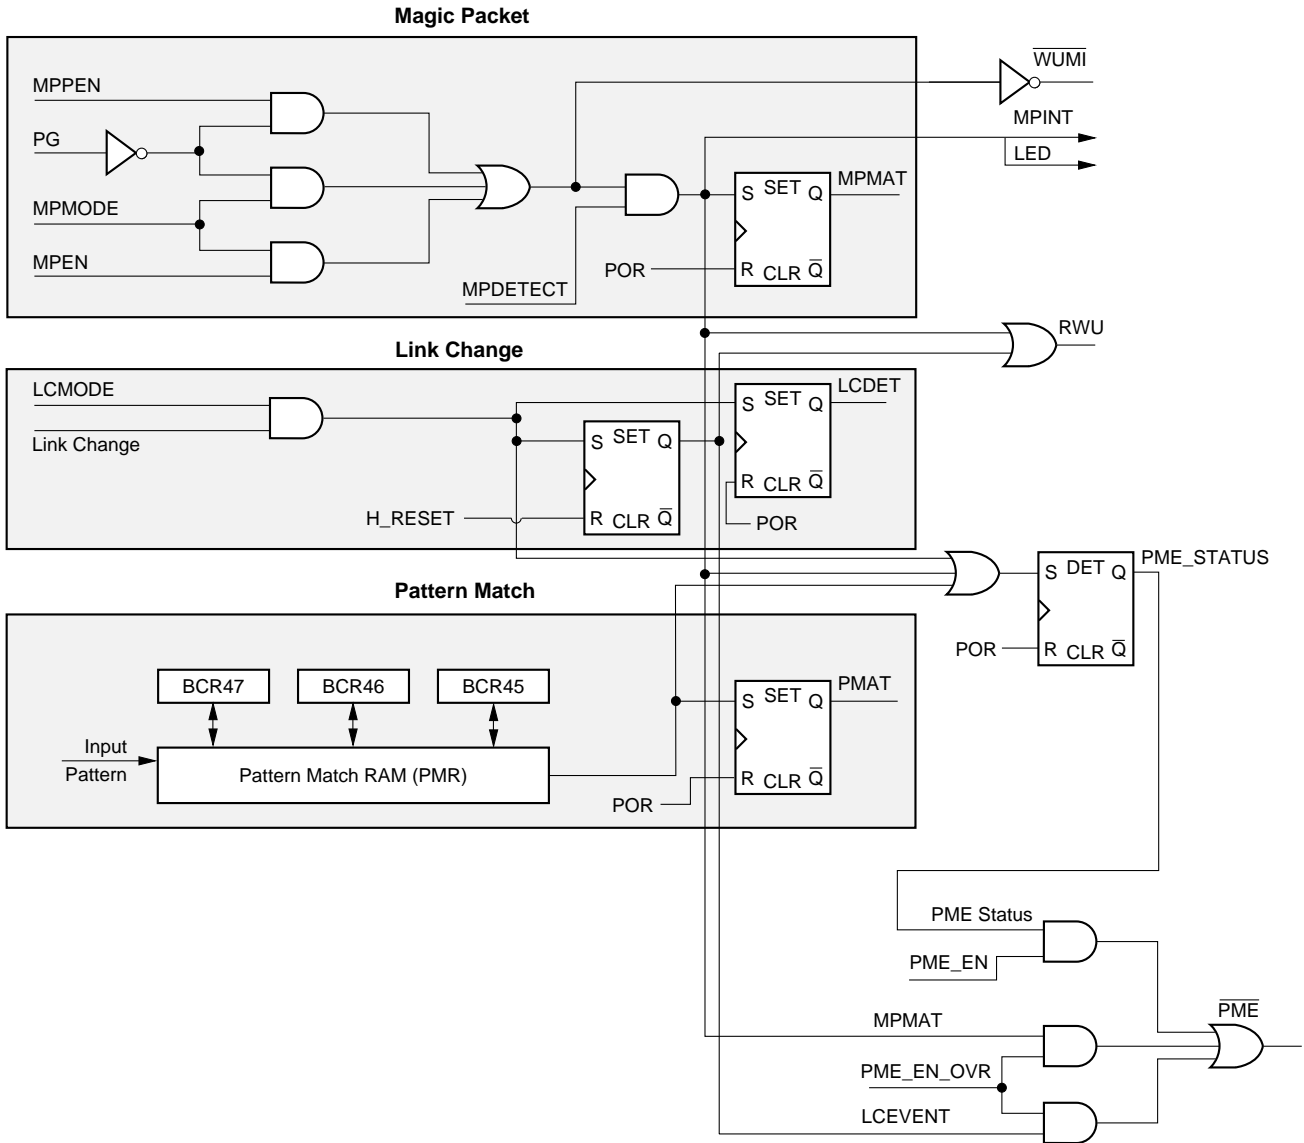 Magic Packet
MPPEN
PG
MPMODE
MPEN
MPDETECT
S SET Q
R CLR Q̅
POR
MPMAT
W̅U̅M̅I̅
MPINT
LED
RWU
Link Change
LCMODE
Link Change
H_RESET
S SET Q
R CLR Q̅
S SET Q
R CLR Q̅
LCDET
POR
S DET Q
R CLR Q̅
PME_STATUS
POR
Pattern Match
BCR47
BCR46
BCR45
Input
Pattern
Pattern Match RAM (PMR)
S SET Q
R CLR Q̅
PMAT
POR
PME Status
PME_EN
MPMAT
PME_EN_OVR
LCEVENT
P̅M̅E̅